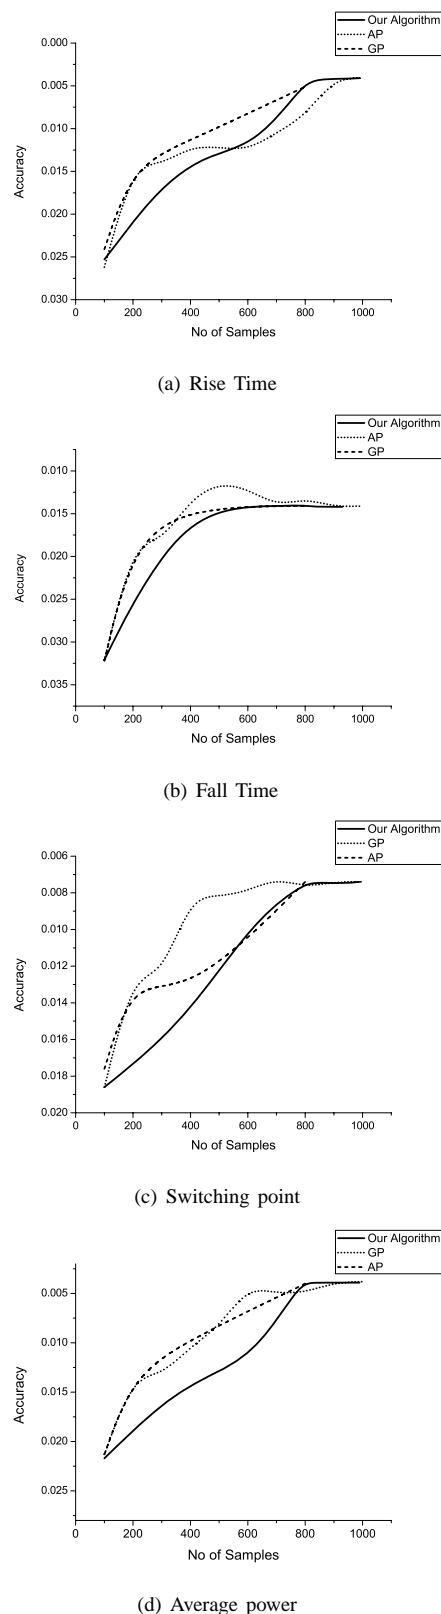 Our Algorithm
AP
GP
0.000
0.005
0.010
0.015
0.020
0.025
0.030
Accuracy
0 200 400 600 800 1000
No of Samples
(a) Rise Time
Our Algorithm
AP
GP
0.010
0.015
0.020
0.025
0.030
0.035
Accuracy
0 200 400 600 800 1000
No of Samples
(b) Fall Time
Our Algorithm
GP
AP
0.006
0.008
0.010
0.012
0.014
0.016
0.018
0.020
Accuracy
0 200 400 600 800 1000
No of Samples
(c) Switching point
Our Algorithm
GP
AP
0.005
0.010
0.015
0.020
0.025
Accuracy
0 200 400 600 800 1000
No of Samples
(d) Average power